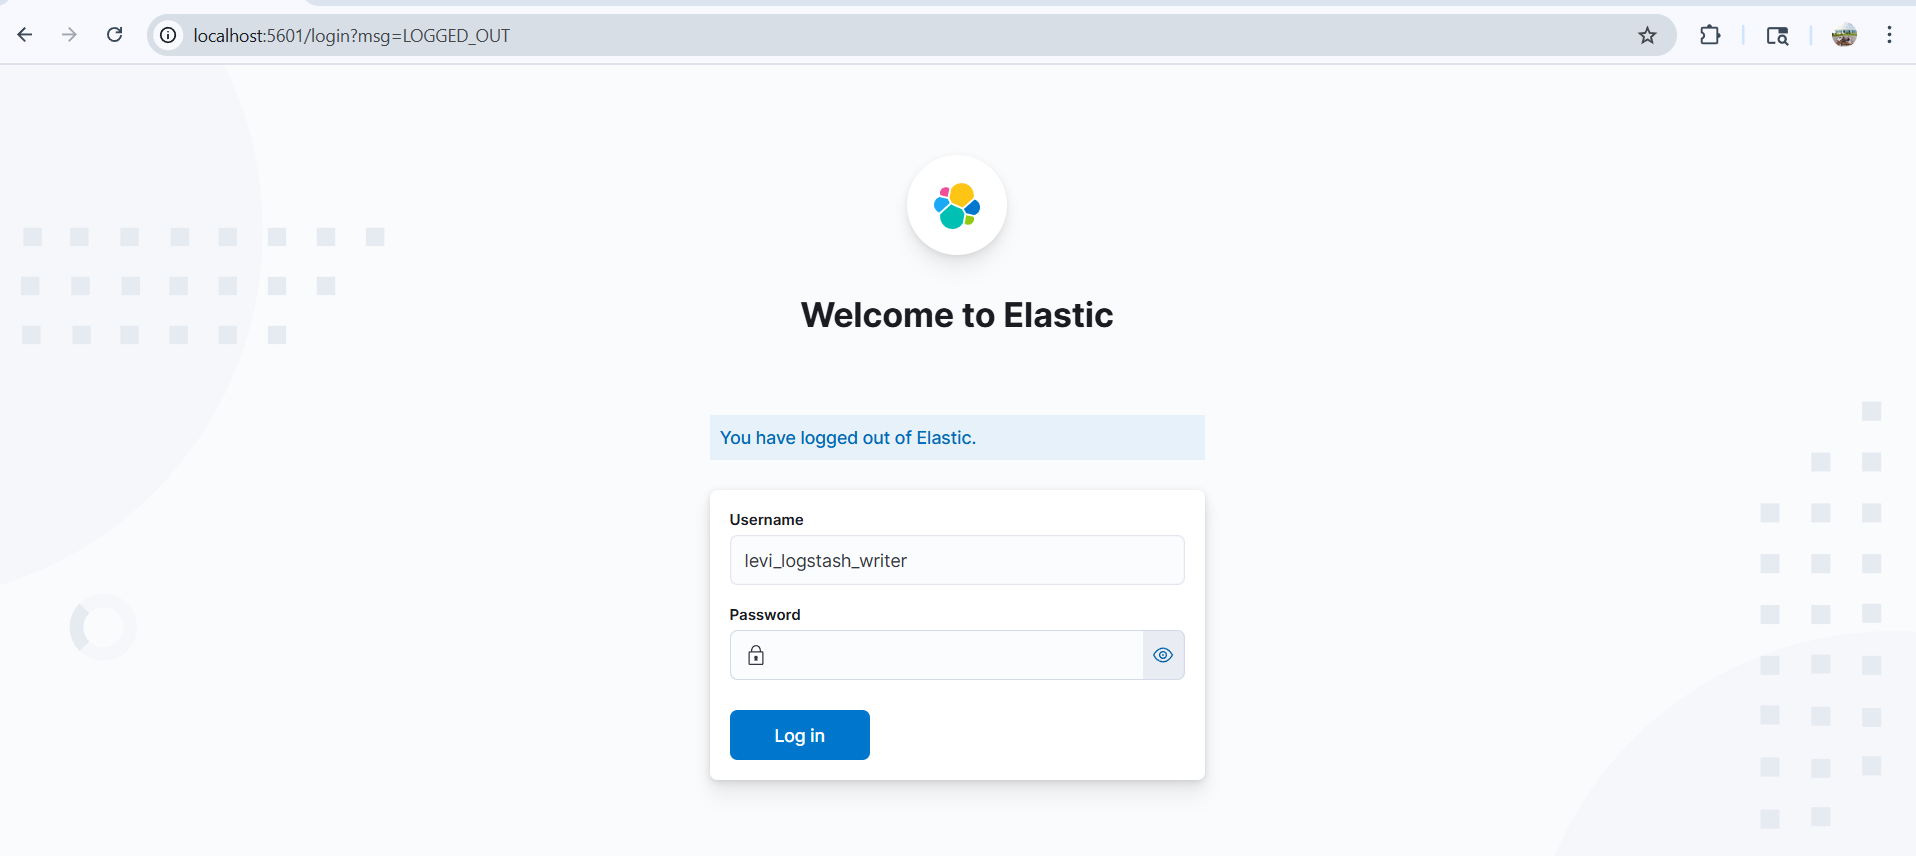 localhost:5601/login?msg=LOGGED_OUT
Welcome to Elastic
You have logged out of Elastic.
Username
levi_logstash_writer
Password
Log in